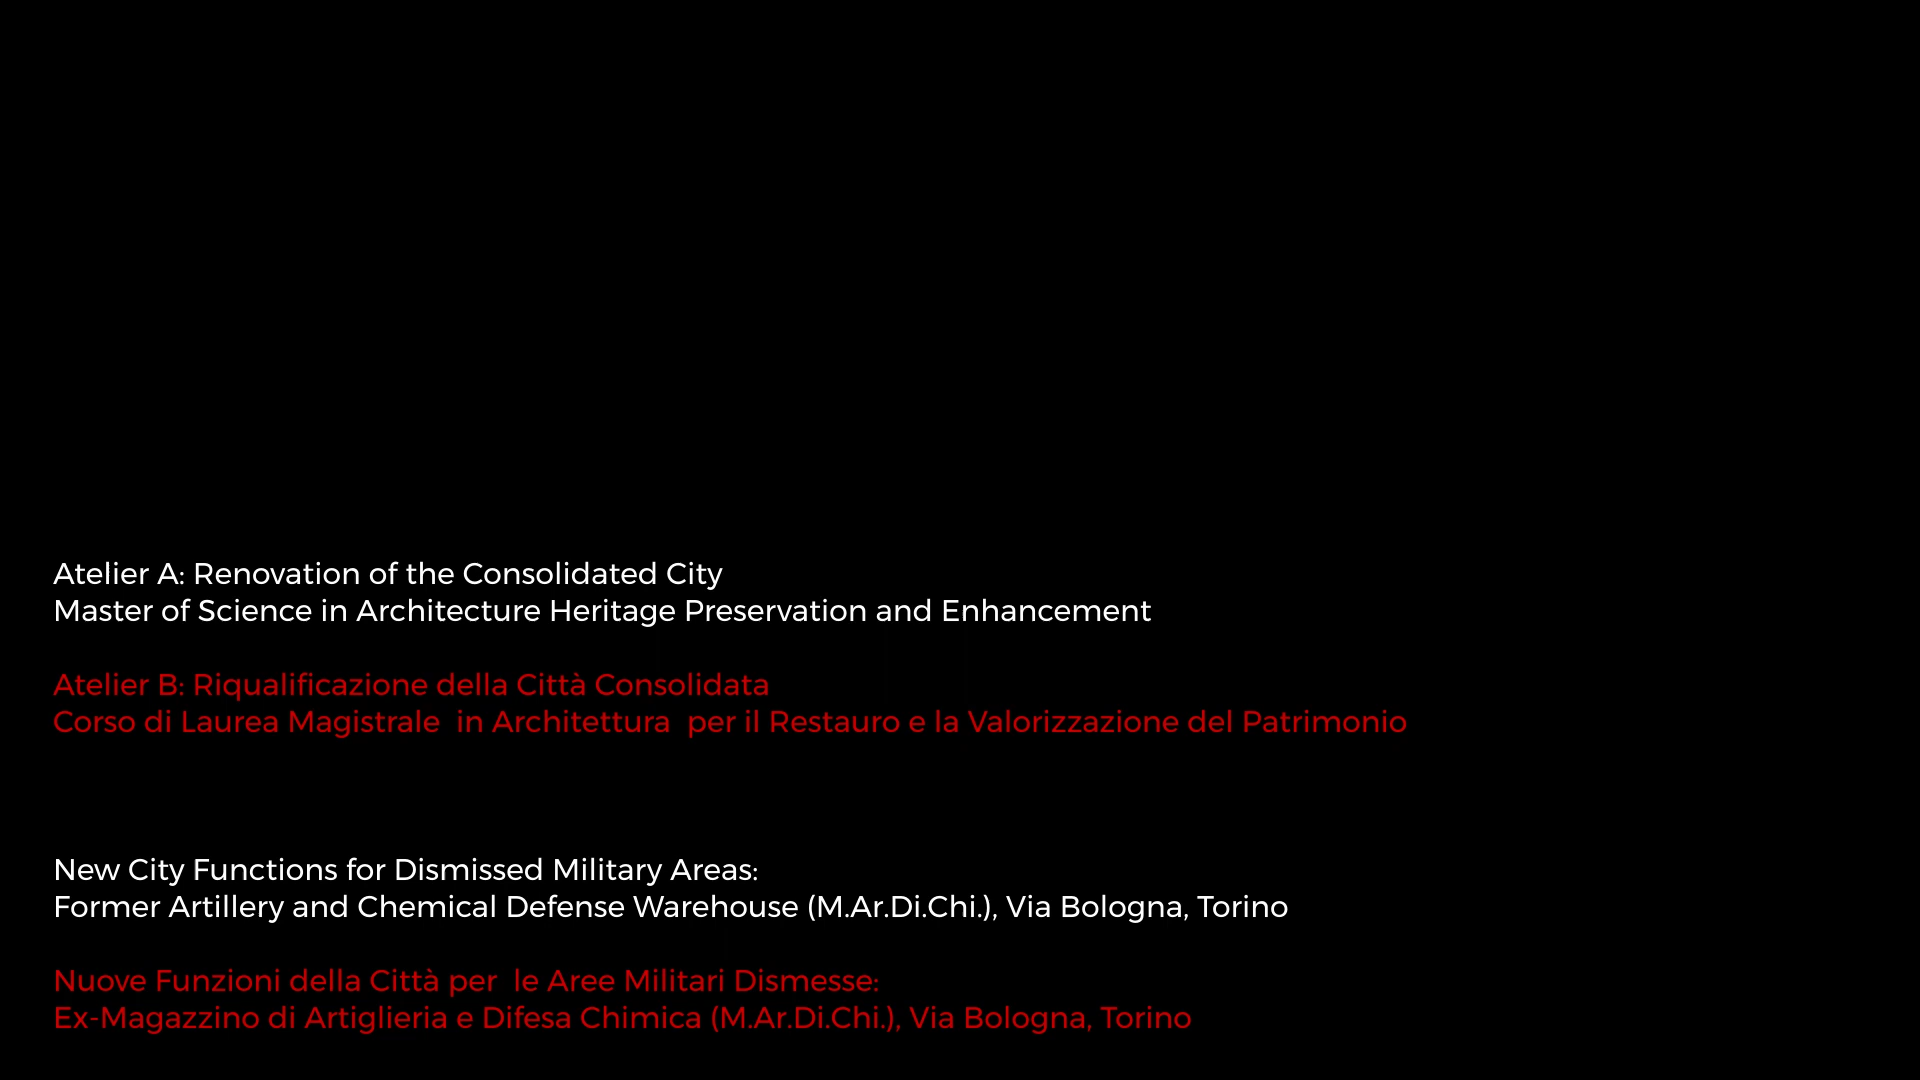 Atelier A: Renovation of the Consolidated City
Master of Science in Architecture Heritage Preservation and Enhancement
Atelier B: Riqualificazione della Città Consolidata
Corso di Laurea Magistrale  in Architettura  per il Restauro e la Valorizzazione del Patrimonio
New City Functions for Dismissed Military Areas:
Former Artillery and Chemical Defense Warehouse (M.Ar.Di.Chi.), Via Bologna, Torino
Nuove Funzioni della Città per  le Aree Militari Dismesse:
Ex-Magazzino di Artiglieria e Difesa Chimica (M.Ar.Di.Chi.), Via Bologna, Torino